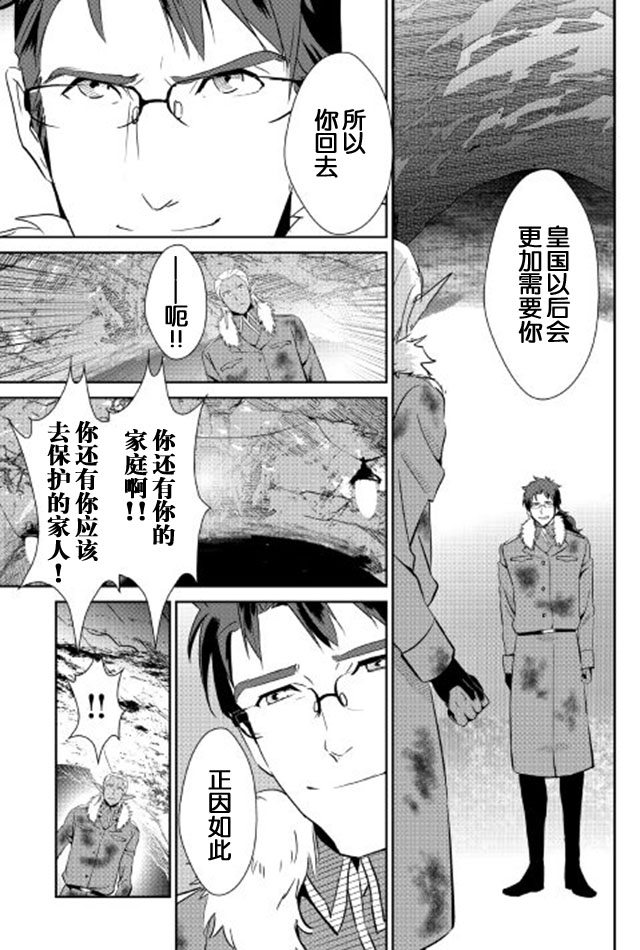 皇国以后会
更加需要你
所以
你回去
——呃!!
你还有你的
家庭啊!!
你还有你应该
去保护的家人！
!!
正因如此